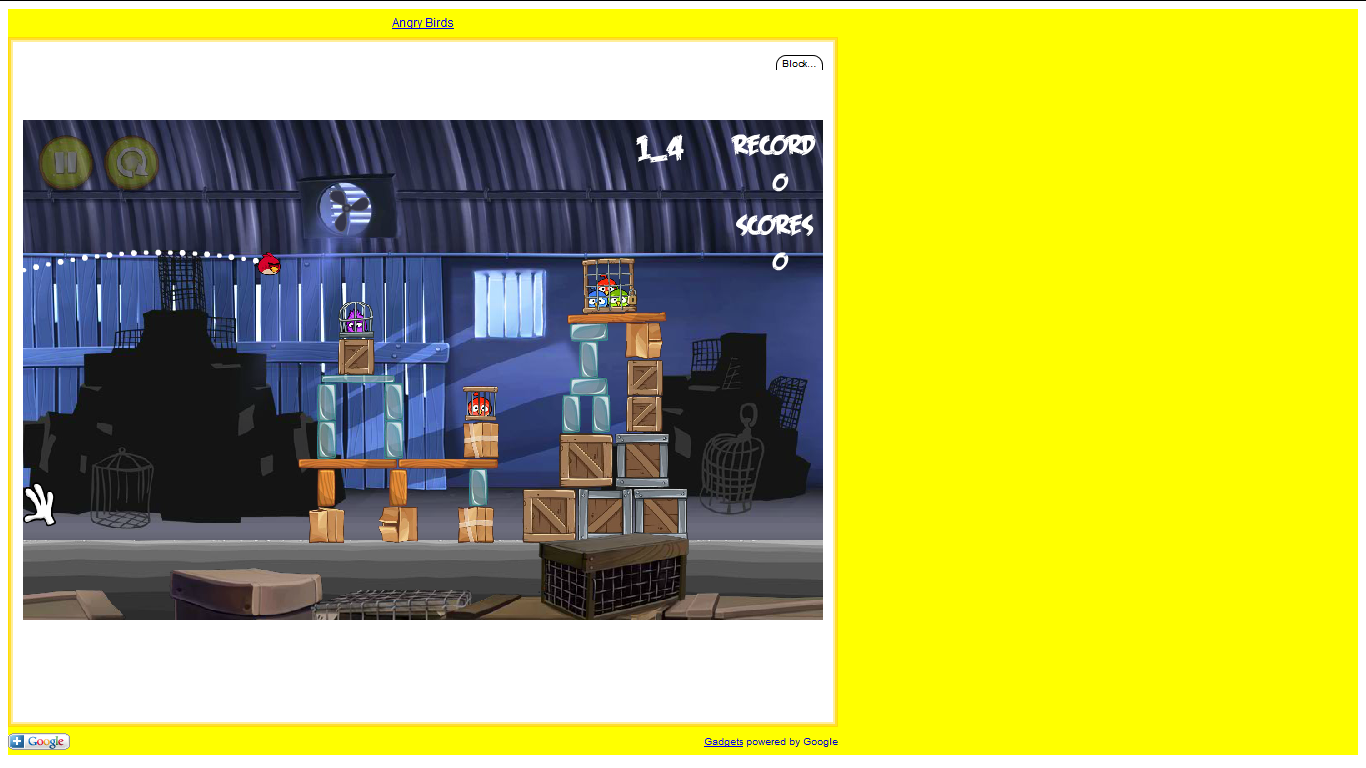 Angry Birds
Block...
1_4
RECORD
0
SCORES
0
Google
Gadgets powered by Google